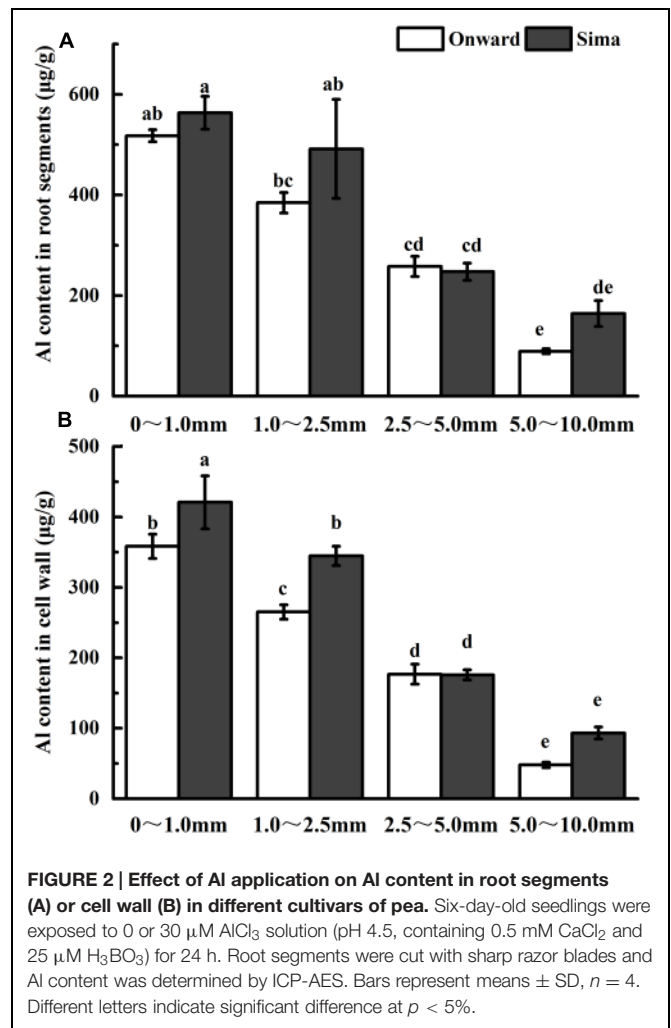 A
Onward Sima
Al content in root segments (µg/g)
600
400
200
0
ab a bc ab cd cd e de
0～1.0mm 1.0～2.5mm 2.5～5.0mm 5.0～10.0mm
B
Al content in cell wall (µg/g)
500
400
300
200
100
0
b a c b d d e e
0～1.0mm 1.0～2.5mm 2.5～5.0mm 5.0～10.0mm
FIGURE 2 | Effect of Al application on Al content in root segments
(A) or cell wall (B) in different cultivars of pea. Six-day-old seedlings were
exposed to 0 or 30 μM AlCl₃ solution (pH 4.5, containing 0.5 mM CaCl₂ and
25 μM H₃BO₃) for 24 h. Root segments were cut with sharp razor blades and
Al content was determined by ICP-AES. Bars represent means ± SD, n = 4.
Different letters indicate significant difference at p < 5%.